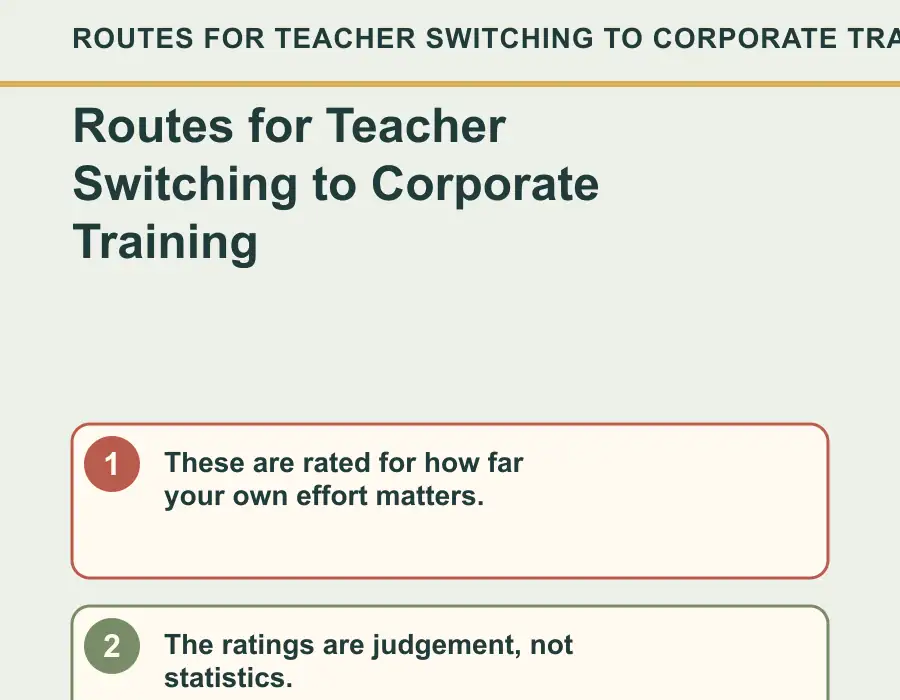 ROUTES FOR TEACHER SWITCHING TO CORPORATE
Routes for Teacher
Switching to Corporate
Training
1
These are rated for how far
your own effort matters.
2
The ratings are judgement, not
statistics.